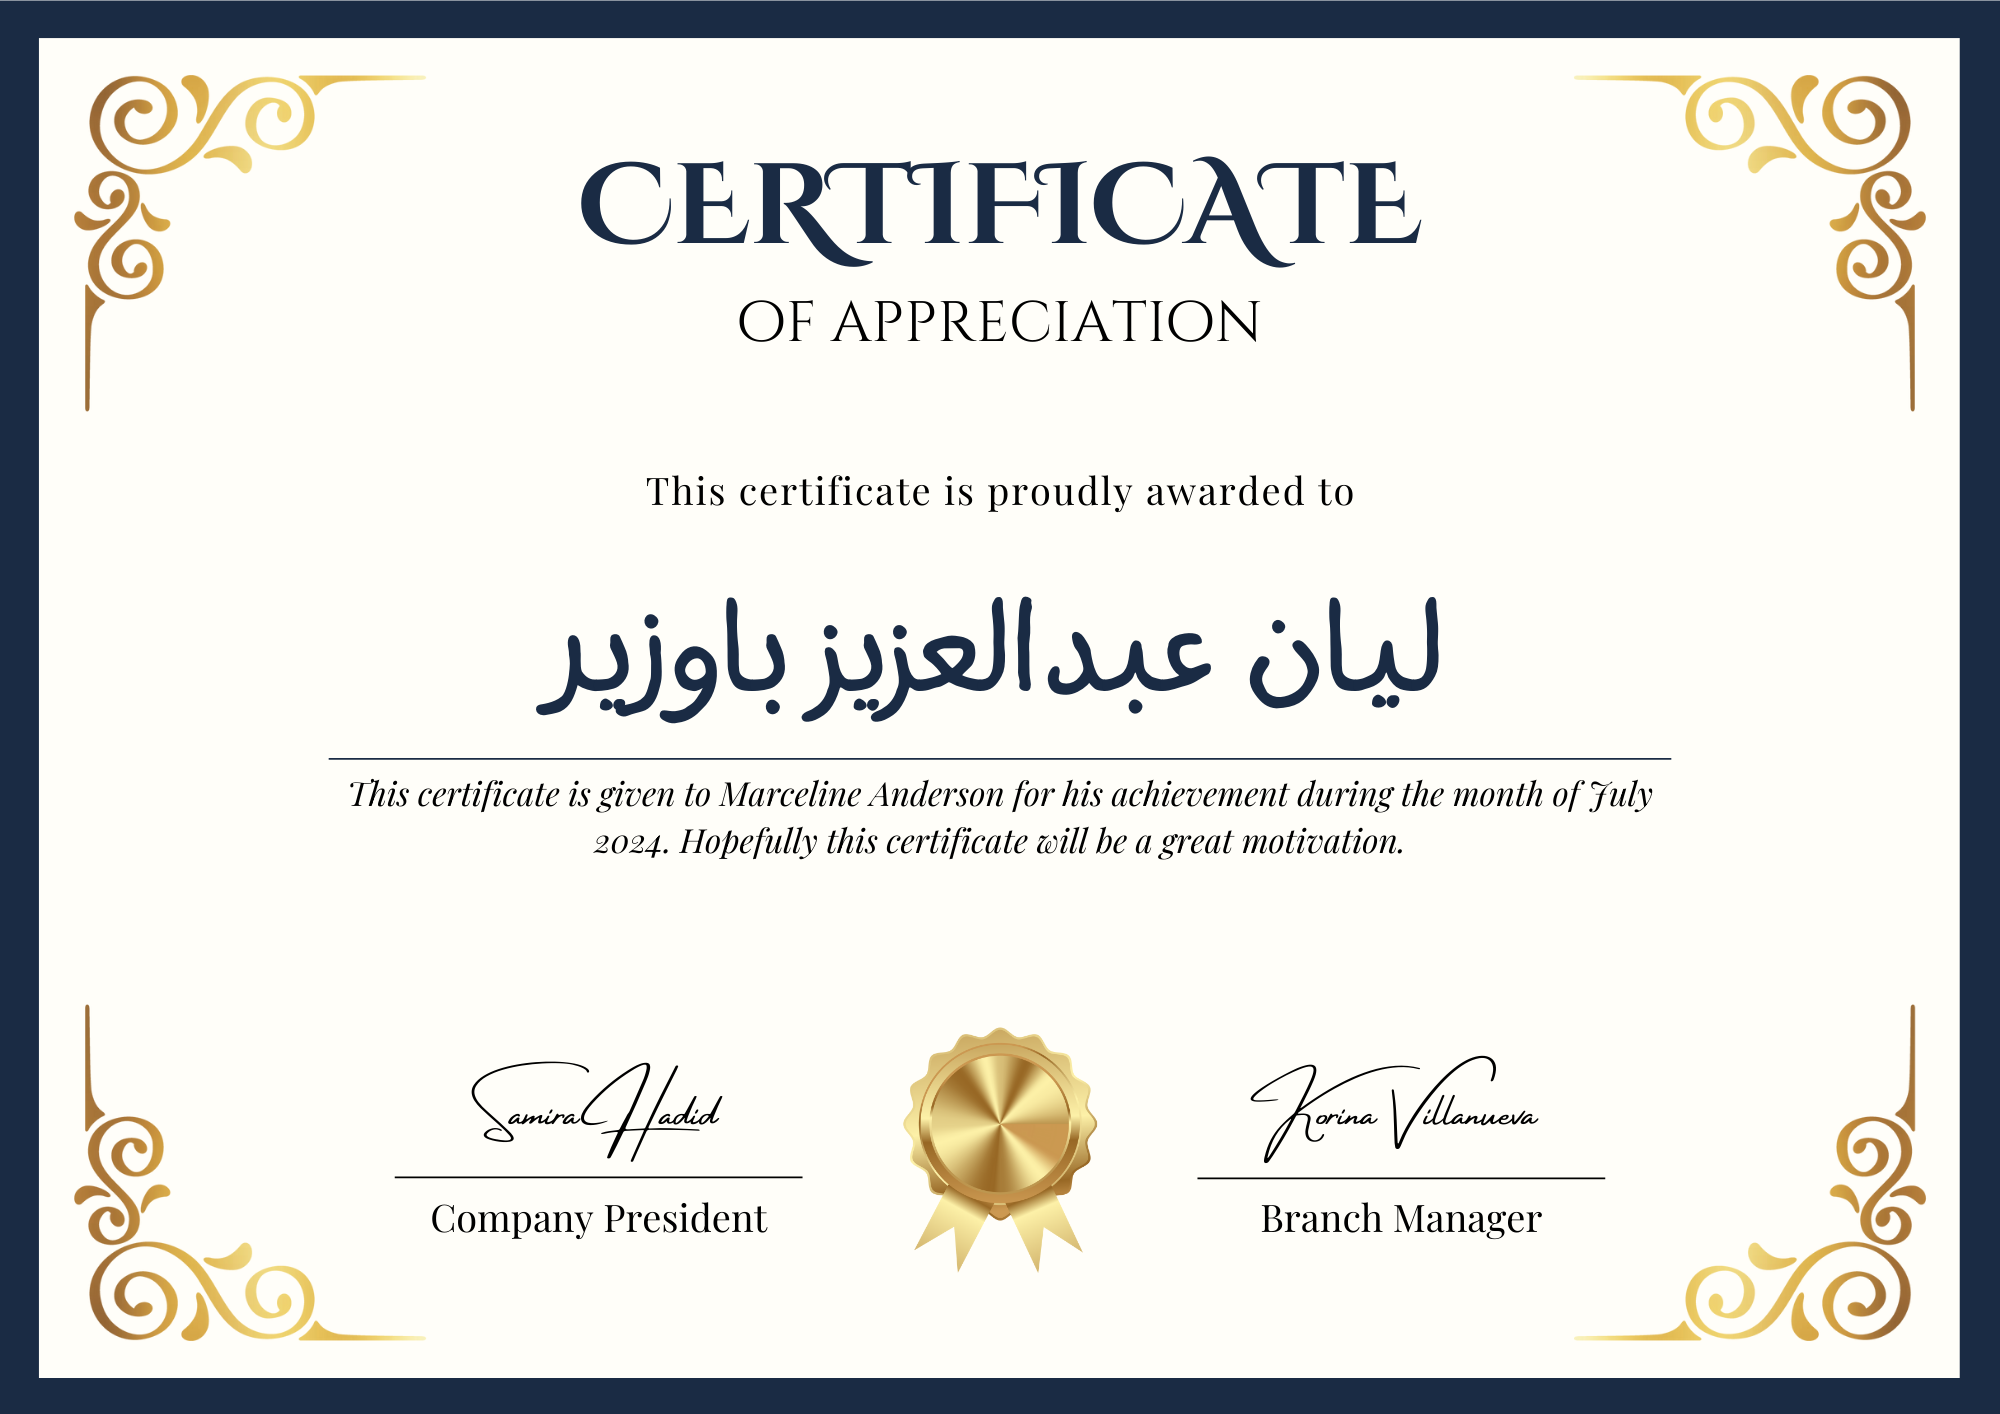 CERTIFICATE
OF APPRECIATION
This certificate is proudly awarded to
ليان عبدالعزيز باوزير
This certificate is given to Marceline Anderson for his achievement during the month of July
2024. Hopefully this certificate will be a great motivation.
Samira Hadid
Korina Villanueva
Company President
Branch Manager